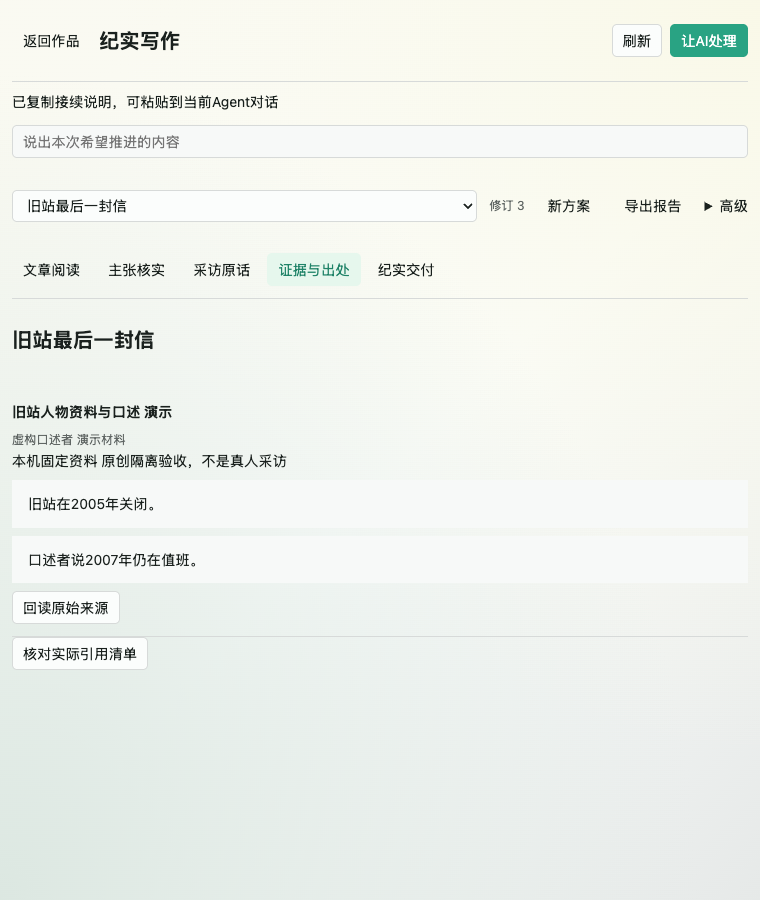 返回作品 纪实写作 刷新 让AI处理
已复制接续说明，可粘贴到当前Agent对话
说出本次希望推进的内容
旧站最后一封信 修订 3 新方案 导出报告 ▶ 高级
文章阅读 主张核实 采访原话 证据与出处 纪实交付
旧站最后一封信
旧站人物资料与口述 演示
虚构口述者 演示材料
本机固定资料 原创隔离验收，不是真人采访
旧站在2005年关闭。
口述者说2007年仍在值班。
回读原始来源
核对实际引用清单